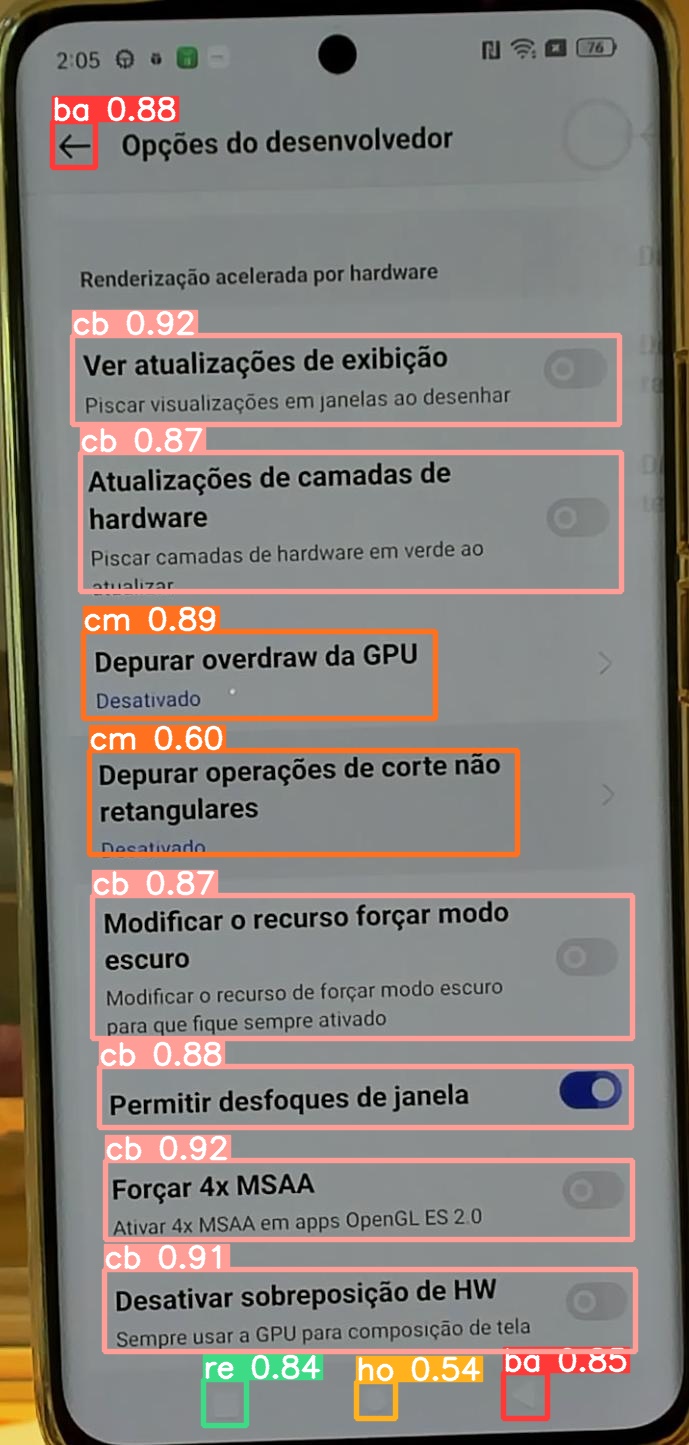 2:05
76
ba 0.88
Opções do desenvolvedor
Renderização acelerada por hardware
cb 0.92
Ver atualizações de exibição
Piscar visualizações em janelas ao desenhar
cb 0.87
Atualizações de camadas de
hardware
Piscar camadas de hardware em verde ao
atualizar
cm 0.89
Depurar overdraw da GPU
Desativado
cm 0.60
Depurar operações de corte não
retangulares
Desativado
cb 0.87
Modificar o recurso forçar modo
escuro
Modificar o recurso de forçar modo escuro
para que fique sempre ativado
cb 0.88
Permitir desfoques de janela
cb 0.92
Forçar 4x MSAA
Ativar 4x MSAA em apps OpenGL ES 2.0
cb 0.91
Desativar sobreposição de HW
Sempre usar a GPU para composição de tela
re 0.84
ho 0.54
ba 0.85